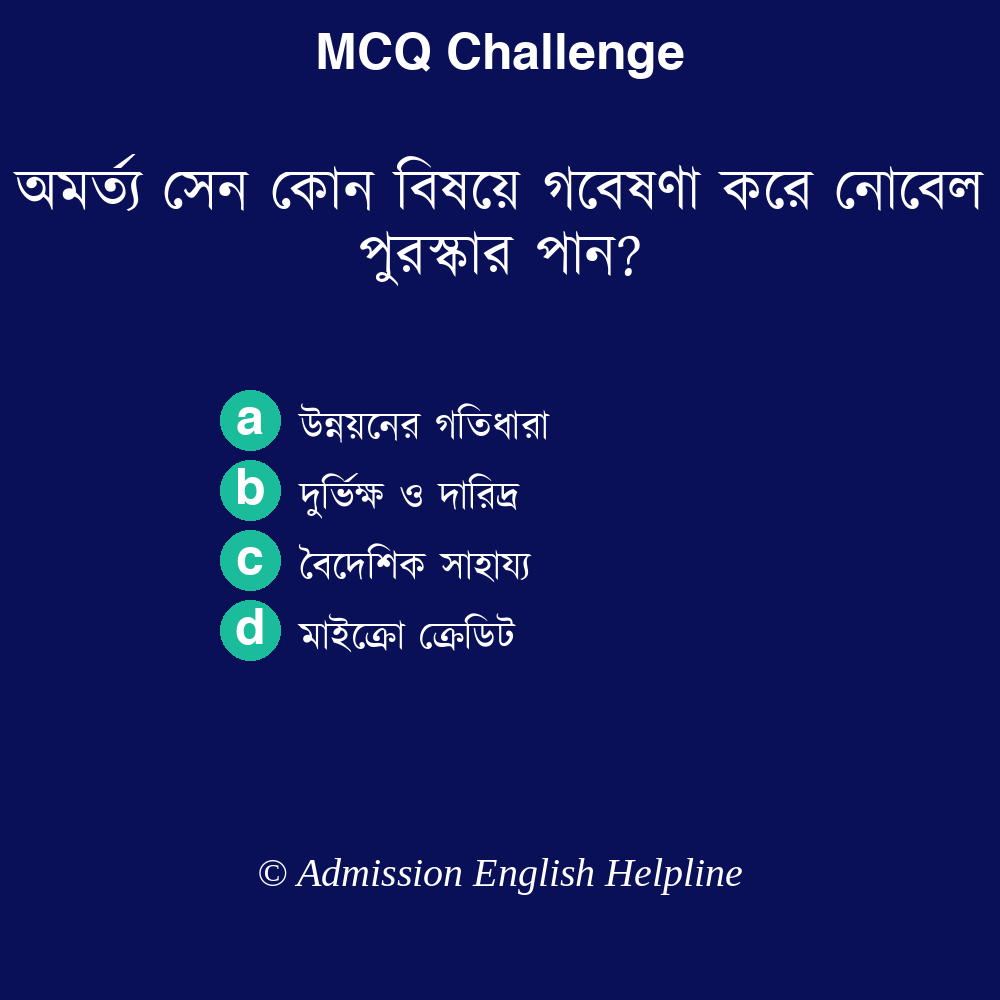 MCQ Challenge
অমর্ত্য সেন কোন বিষয়ে গবেষণা করে নোবেল
পুরস্কার পান?
a উন্নয়নের গতিধারা
b দুর্ভিক্ষ ও দারিদ্র
c বৈদেশিক সাহায্য
d মাইক্রো ক্রেডিট
© Admission English Helpline